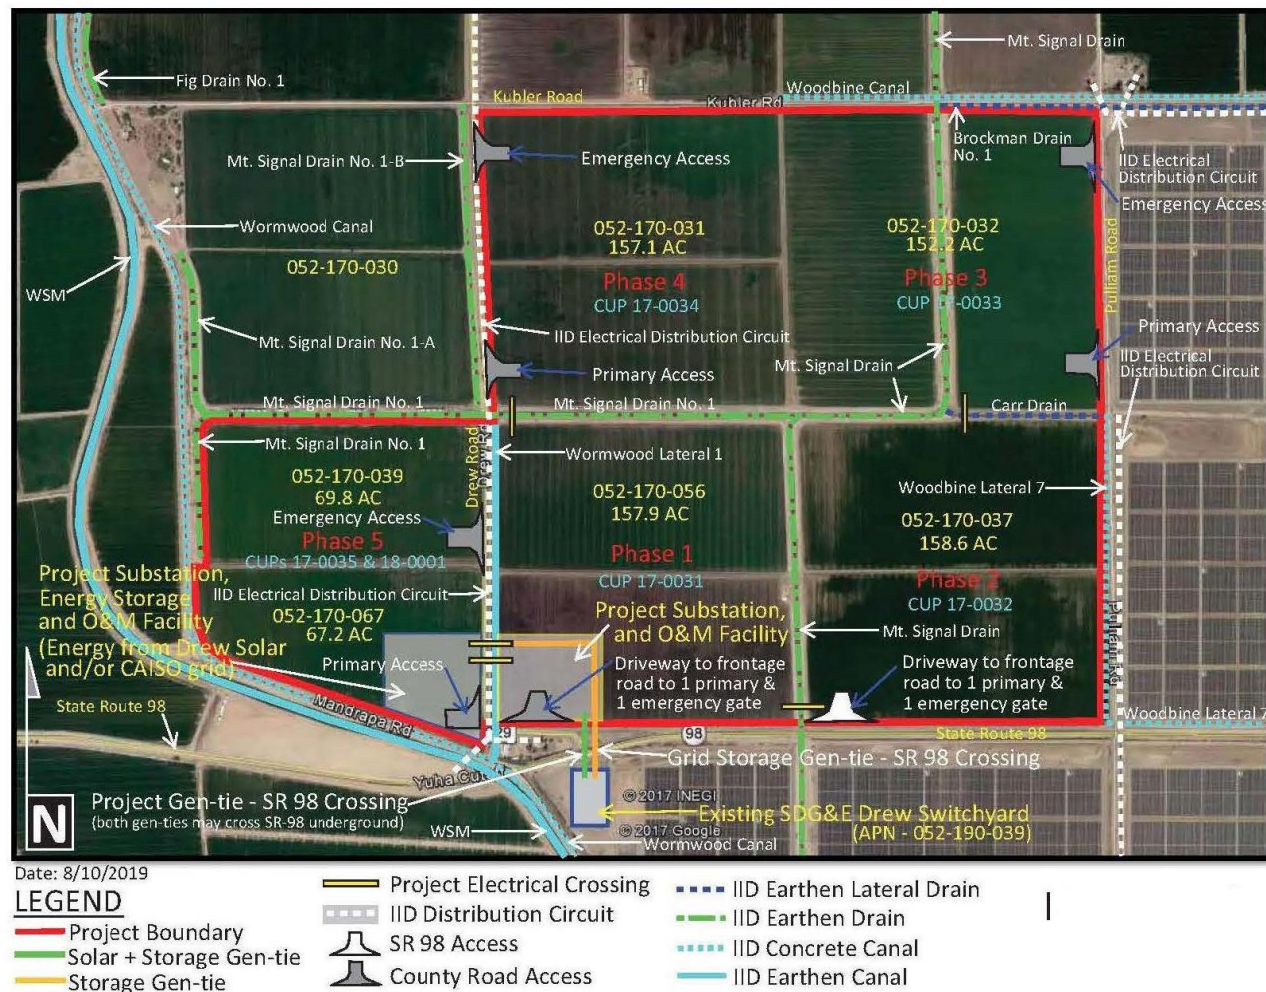 Mt. Signal Drain
Fig Drain No. 1
Woodbine Canal
Kubler Road
Kubler Rd
Brockman Drain
No. 1
Mt. Signal Drain No. 1-B
Emergency Access
IID Electrical
Distribution Circuit
Emergency Access
Wormwood Canal
052-170-031
157.1 AC
052-170-032
152.2 AC
052-170-030
Phase 4
CUP 17-0034
Phase 3
CUP 17-0033
Pulliam Road
WSM
Mt. Signal Drain No. 1-A
IID Electrical Distribution Circuit
Primary Access
IID Electrical
Distribution Circuit
Mt. Signal
Drain
Primary Access
Mt. Signal Drain No. 1
Mt. Signal Drain No. 1
Carr Drain
Mt. Signal Drain No. 1
Drew Road
Drew Rd
Wormwood Lateral 1
052-170-039
69.8 AC
052-170-056
157.9 AC
Woodbine Lateral 7
052-170-037
158.6 AC
Emergency Access
Phase 5
CUPs 17-0035 & 18-0001
Phase 1
CUP 17-0031
Phase 2
CUP 17-0032
Project Substation,
Energy Storage
and O&M Facility
(Energy from Drew Solar
and/or CAISO grid)
IID Electrical Distribution Circuit
052-170-067
67.2 AC
Project Substation,
and O&M Facility
Mt. Signal Drain
Pulliam Rd
Primary Access
Driveway to frontage
road to 1 primary &
1 emergency gate
Driveway to frontage
road to 1 primary &
1 emergency gate
State Route 98
Mandrapa Rd
29
98
State Route 98
Woodbine Lateral 7
Yuha Cut
Grid Storage Gen-tie - SR 98 Crossing
Project Gen-tie - SR 98 Crossing
(both gen-ties may cross SR-98 underground)
© 2017 INEGI
Existing SDG&E Drew Switchyard
(APN - 052-190-039)
© 2017 Google
WSM
Wormwood Canal
N
Date: 8/10/2019
LEGEND
Project Boundary
Solar + Storage Gen-tie
Storage Gen-tie
Project Electrical Crossing
IID Distribution Circuit
SR 98 Access
County Road Access
IID Earthen Lateral Drain
IID Earthen Drain
IID Concrete Canal
IID Earthen Canal